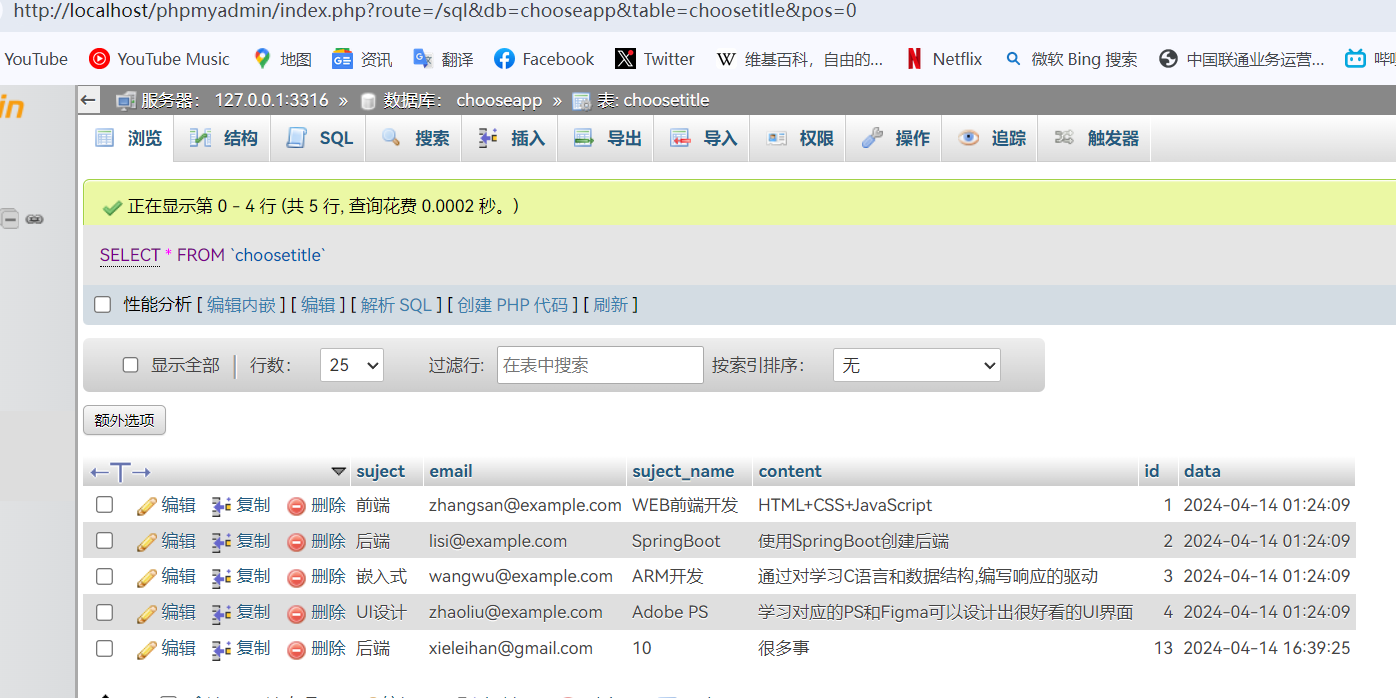 http://localhost/phpmyadmin/index.php?route=/sql&db=chooseapp&table=choosetitle&pos=0
YouTube YouTube Music 地图 资讯 翻译 Facebook Twitter 维基百科，自由的... Netflix 微软 Bing 搜索 中国联通业务运营...
in 服务器： 127.0.0.1:3316 » 数据库： chooseapp » 表: choosetitle
浏览 结构 SQL 搜索 插入 导出 导入 权限 操作 追踪 触发器
正在显示第 0 - 4 行 (共 5 行, 查询花费 0.0002 秒。)
SELECT * FROM `choosetitle`
性能分析 [ 编辑内嵌 ] [ 编辑 ] [ 解析 SQL ] [ 创建 PHP 代码 ] [ 刷新 ]
显示全部 | 行数： 25 过滤行: 在表中搜索 按索引排序： 无
额外选项
←T→ suject email suject_name content id data
编辑 复制 删除 前端 zhangsan@example.com WEB前端开发 HTML+CSS+JavaScript 1 2024-04-14 01:24:09
编辑 复制 删除 后端 lisi@example.com SpringBoot 使用SpringBoot创建后端 2 2024-04-14 01:24:09
编辑 复制 删除 嵌入式 wangwu@example.com ARM开发 通过对学习C语言和数据结构,编写响应的驱动 3 2024-04-14 01:24:09
编辑 复制 删除 UI设计 zhaoliu@example.com Adobe PS 学习对应的PS和Figma可以设计出很好看的UI界面 4 2024-04-14 01:24:09
编辑 复制 删除 后端 xieleihan@gmail.com 10 很多事 13 2024-04-14 16:39:25